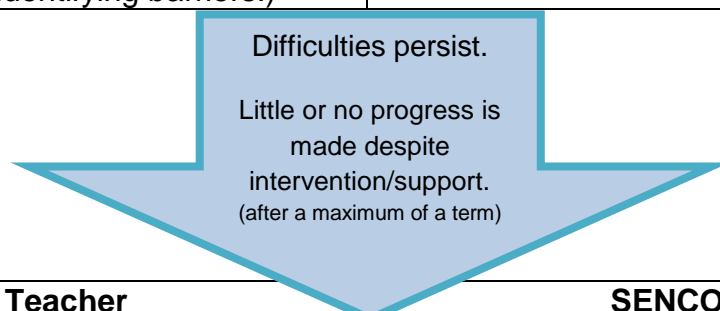 identifying barriers.)
Difficulties persist.
Little or no progress is
made despite
intervention/support.
(after a maximum of a term)
Teacher SENCO